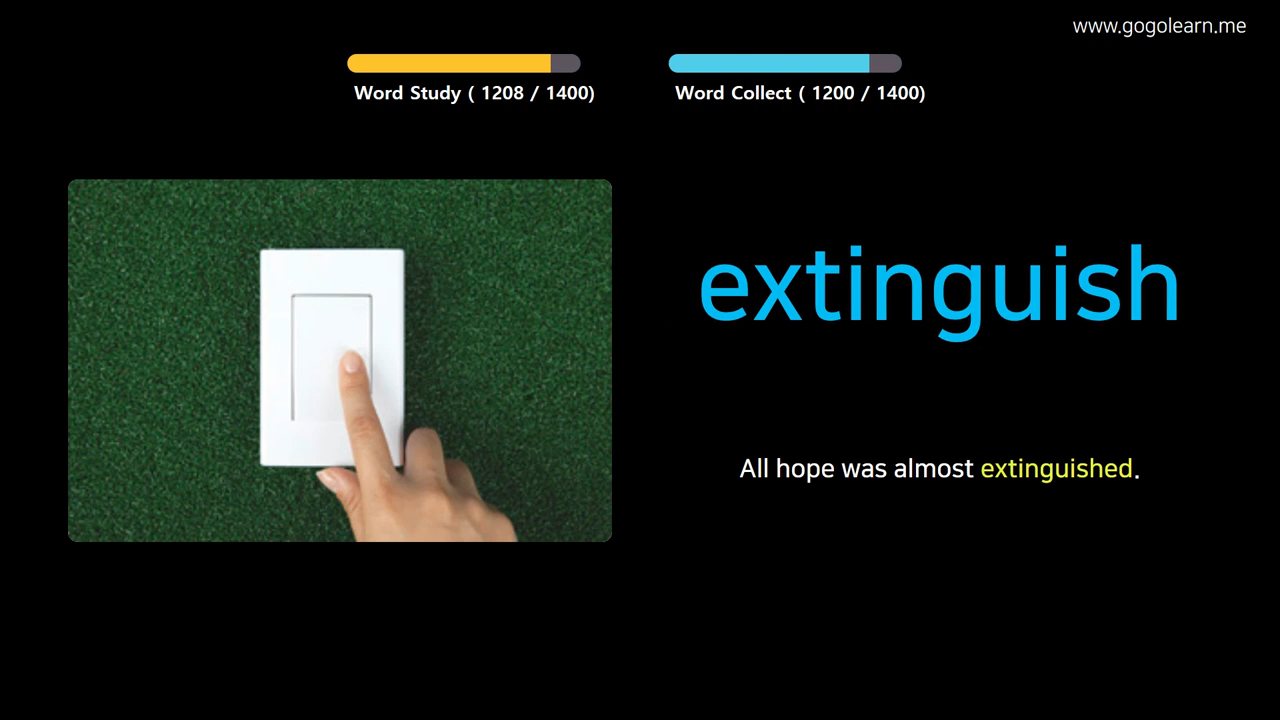 www.gogolearn.me
Word Study ( 1208 / 1400)
Word Collect ( 1200 / 1400)
extinguish
All hope was almost extinguished.